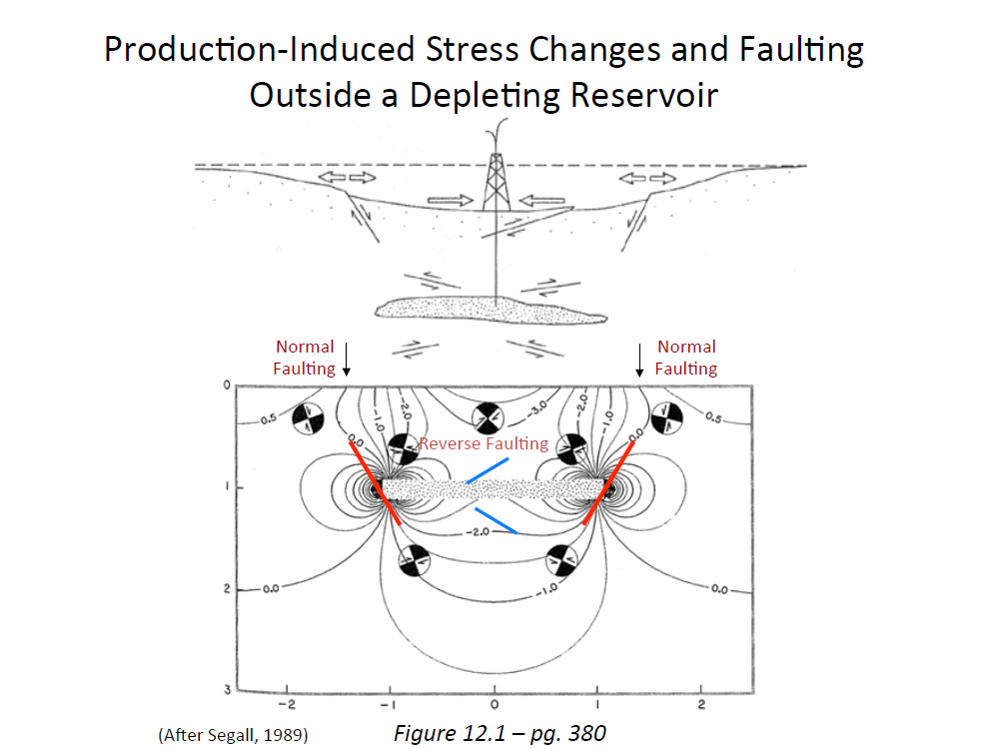 Production-Induced Stress Changes and Faulting
Outside a Depleting Reservoir
Normal
Faulting
Normal
Faulting
0
0.5
0.0
-1.0
-2.0
-3.0
-2.0
-1.0
0.0
0.5
Reverse Faulting
1
-2.0
2
0.0
-1.0
0.0
3
-2
-1
0
1
2
(After Segall, 1989)
Figure 12.1 – pg. 380